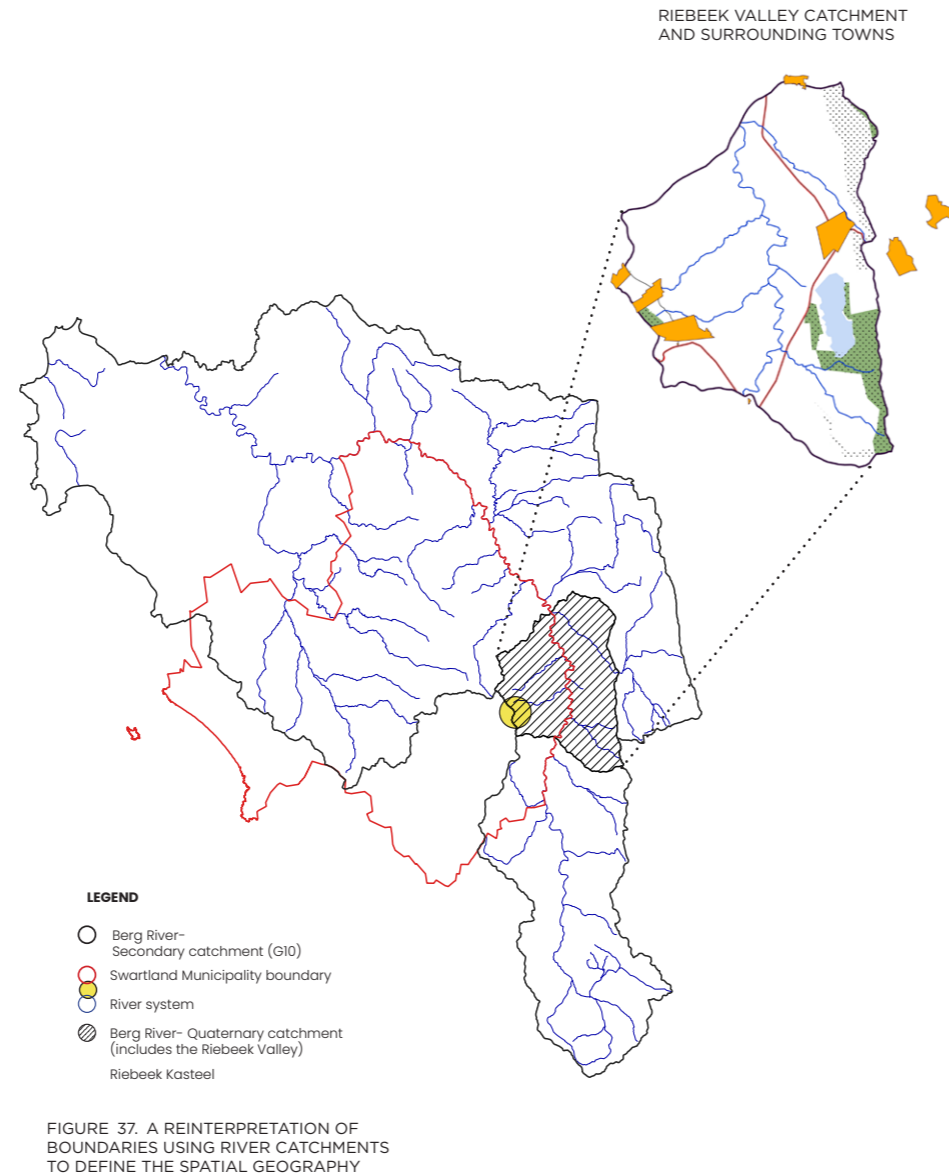 RIEBEEK VALLEY CATCHMENT
AND SURROUNDING TOWNS
LEGEND
Berg River-
Secondary catchment (G10)
Swartland Municipality boundary
River system
Berg River- Quaternary catchment
(includes the Riebeek Valley)
Riebeek Kasteel
FIGURE 37. A REINTERPRETATION OF
BOUNDARIES USING RIVER CATCHMENTS
TO DEFINE THE SPATIAL GEOGRAPHY